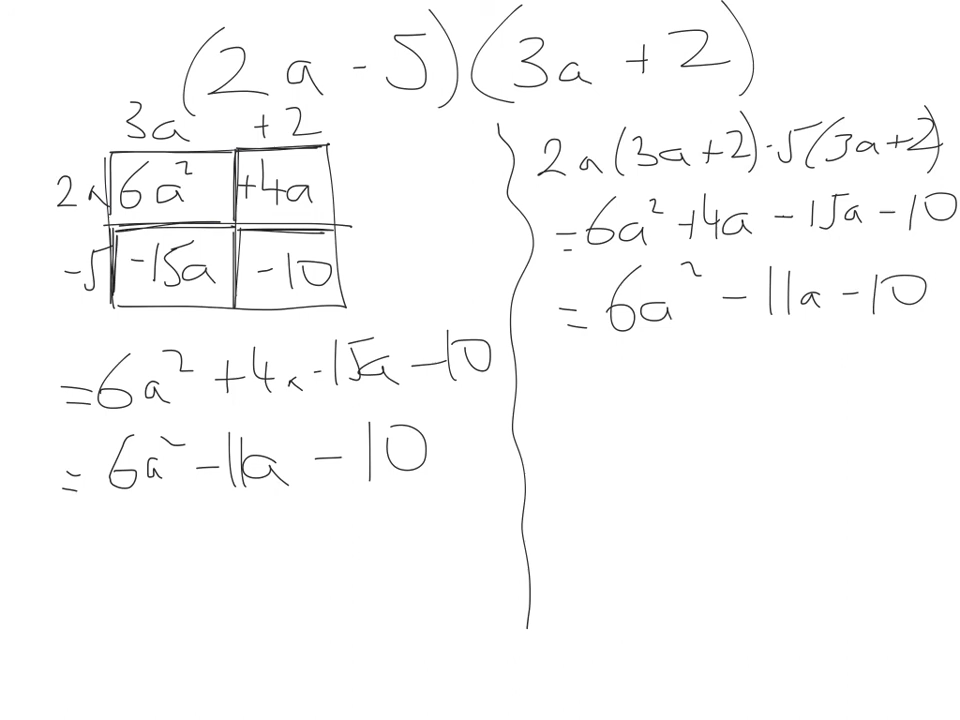 (2a - 5)(3a + 2)
3a +2
2a 6a² +4a
-5 -15a -10
=6a² +4a -15a -10
= 6a² -11a - 10
2a(3a+2)-5(3a+2)
=6a² +4a -15a -10
= 6a² - 11a -10